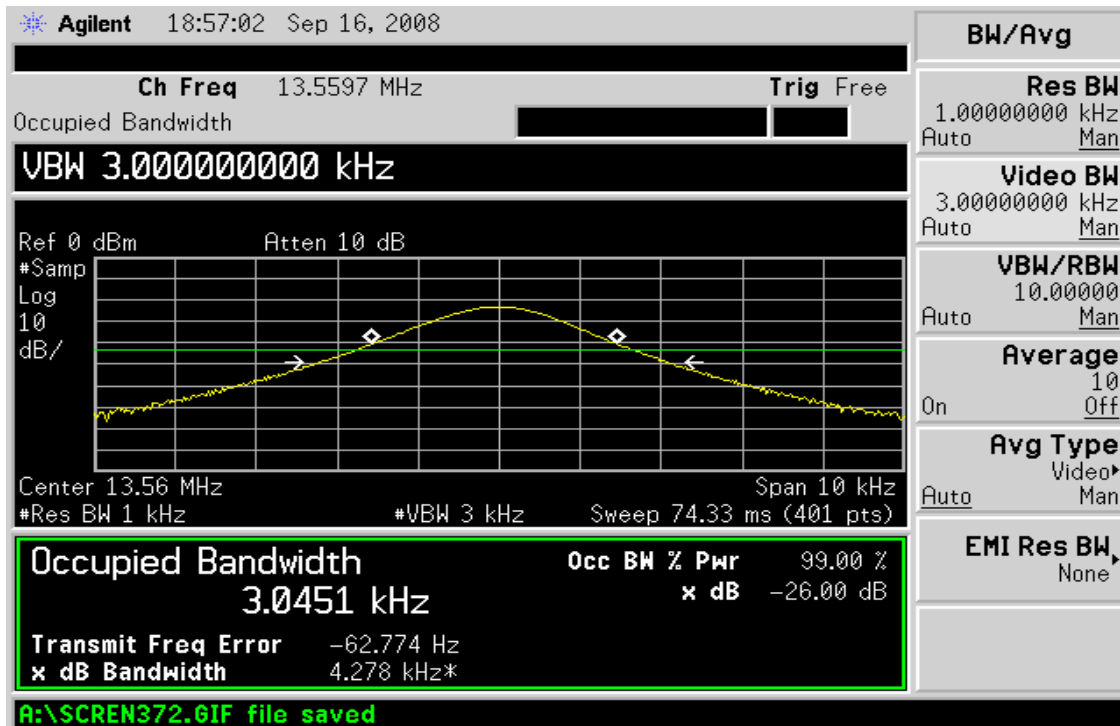 Agilent 18:57:02 Sep 16, 2008
Ch Freq 13.5597 MHz Trig Free
Occupied Bandwidth
VBW 3.000000000 kHz
Ref 0 dBm Atten 10 dB
#Samp
Log
10
dB/
Center 13.56 MHz Span 10 kHz
#Res BW 1 kHz #VBW 3 kHz Sweep 74.33 ms (401 pts)
Occupied Bandwidth Occ BW % Pwr 99.00 %
3.0451 kHz x dB -26.00 dB
Transmit Freq Error -62.774 Hz
x dB Bandwidth 4.278 kHz*
A:\SCREN372.GIF file saved
BW/Avg
Res BW
1.00000000 kHz
Auto Man
Video BW
3.00000000 kHz
Auto Man
VBW/RBW
10.00000
Auto Man
Average
10
On Off
Avg Type
Video
Auto Man
EMI Res BW
None